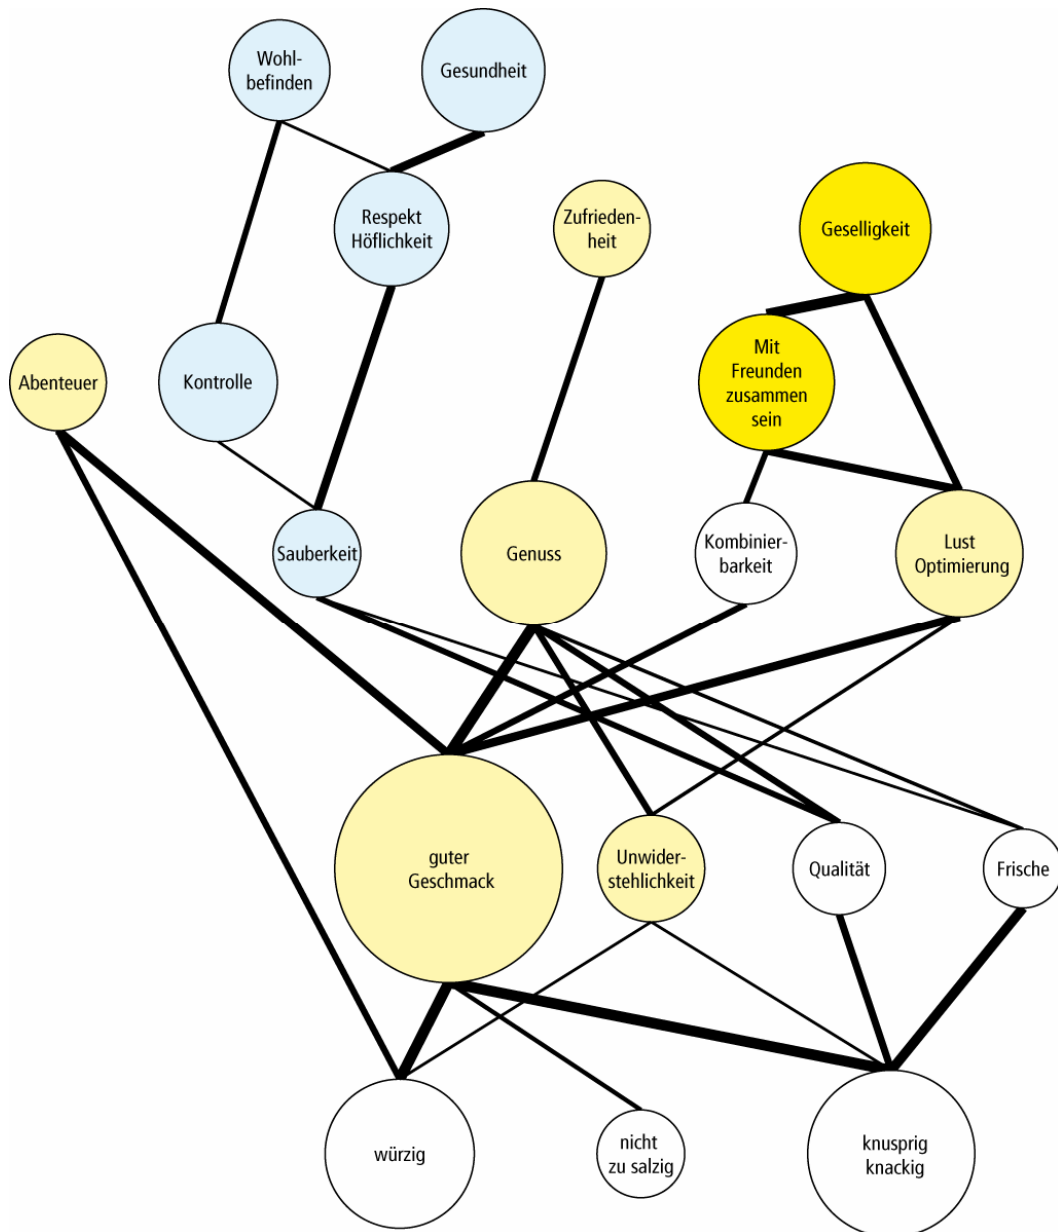 Wohl-
befinden
Gesundheit
Respekt
Höflichkeit
Zufrieden-
heit
Geselligkeit
Abenteuer
Kontrolle
Mit
Freunden
zusammen
sein
Sauberkeit
Genuss
Kombinier-
barkeit
Lust
Optimierung
guter
Geschmack
Unwider-
stehlichkeit
Qualität
Frische
würzig
nicht
zu salzig
knusprig
knackig